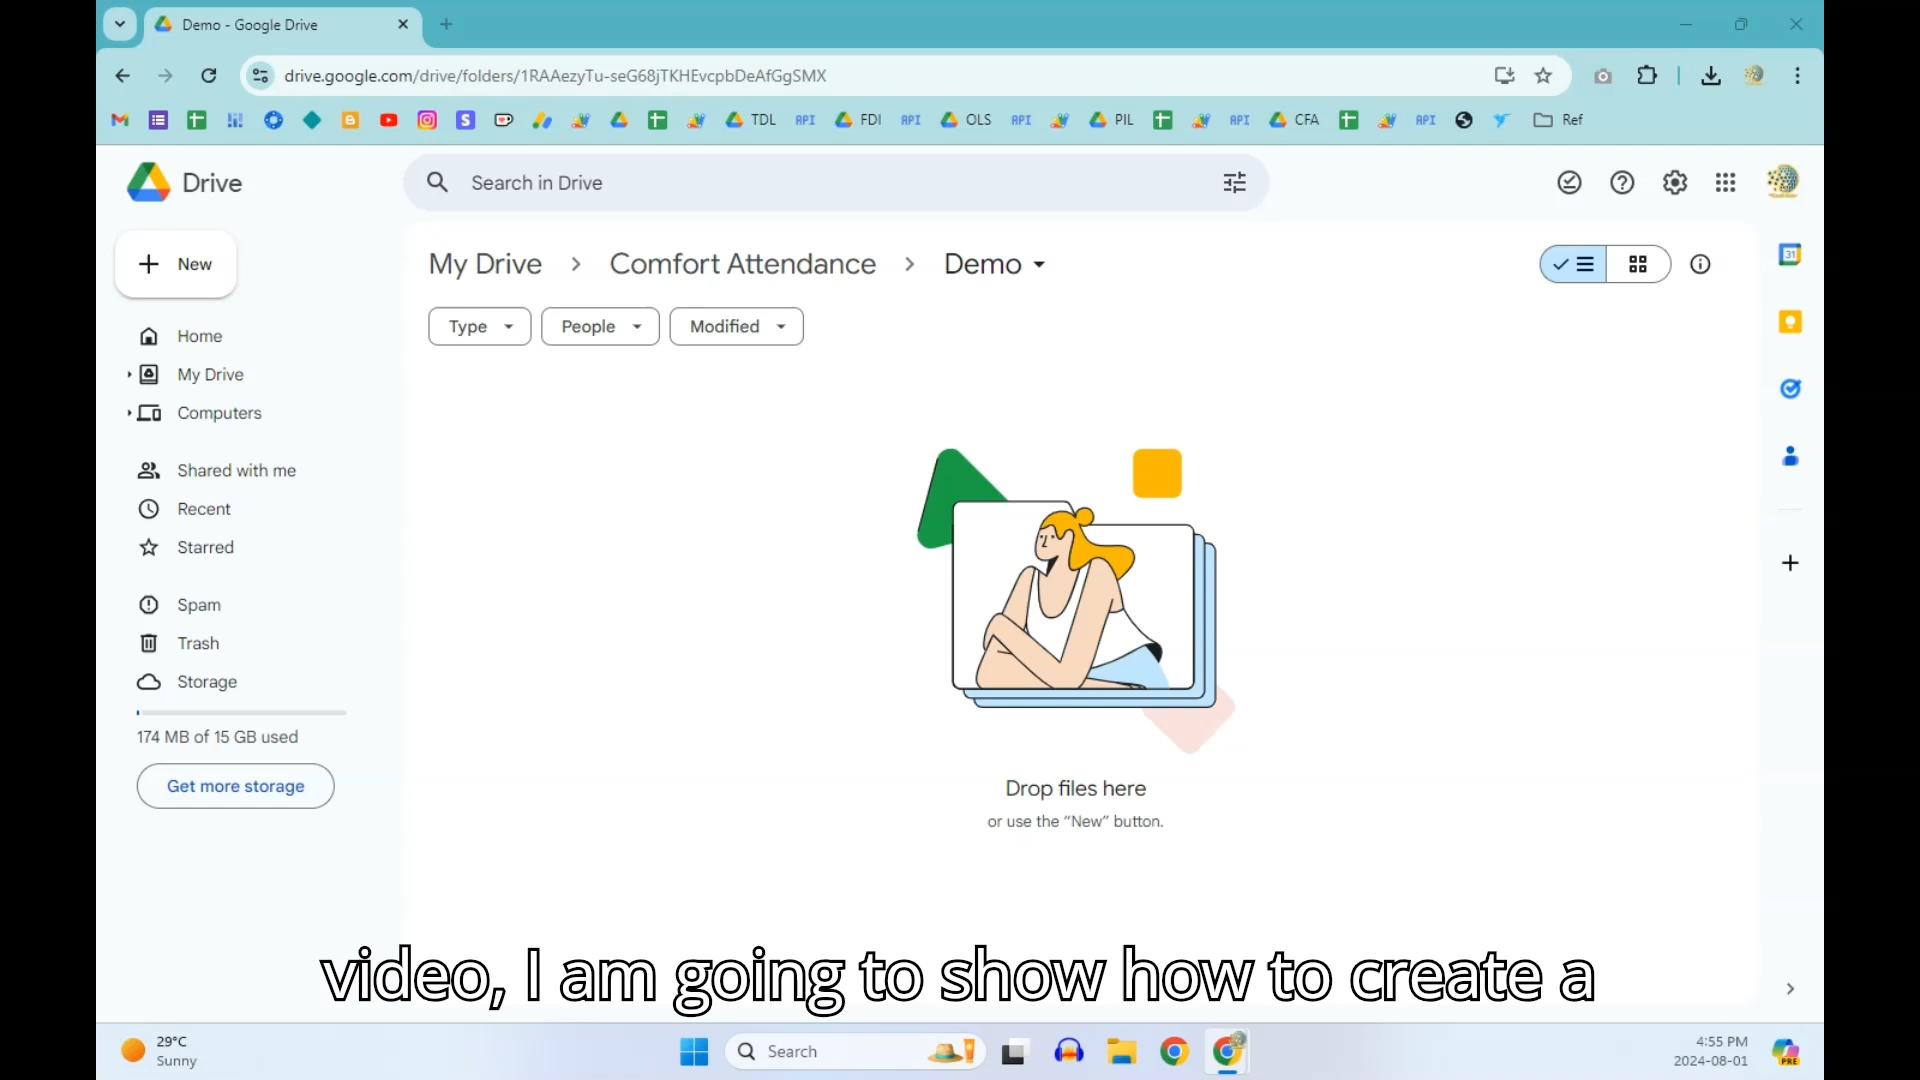 Demo - Google Drive
drive.google.com/drive/folders/1RAAezyTu-seG68jTKHEvcpbDeAfGgSMX
TDL API FDI API OLS API PIL API CFA API Ref
Drive
Search in Drive
New
My Drive Comfort Attendance Demo
Type People Modified
Home
My Drive
Computers
Shared with me
Recent
Starred
Spam
Trash
Storage
174 MB of 15 GB used
Get more storage
31
Drop files here
or use the “New” button.
video, I am going to show how to create a
29°C
Sunny
Search
4:55 PM
2024-08-01
PRE